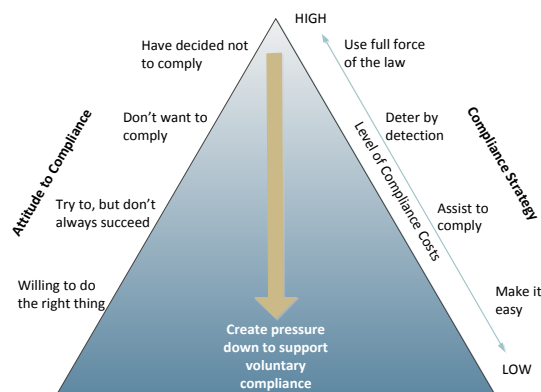 HIGH
Have decided not
to comply
Use full force
of the law
Don't want to
comply
Deter by
detection
Attitude to Compliance
Level of Compliance Costs
Compliance Strategy
Try to, but don't
always succeed
Assist to
comply
Willing to do
the right thing
Make it
easy
Create pressure
down to support
voluntary
compliance
LOW